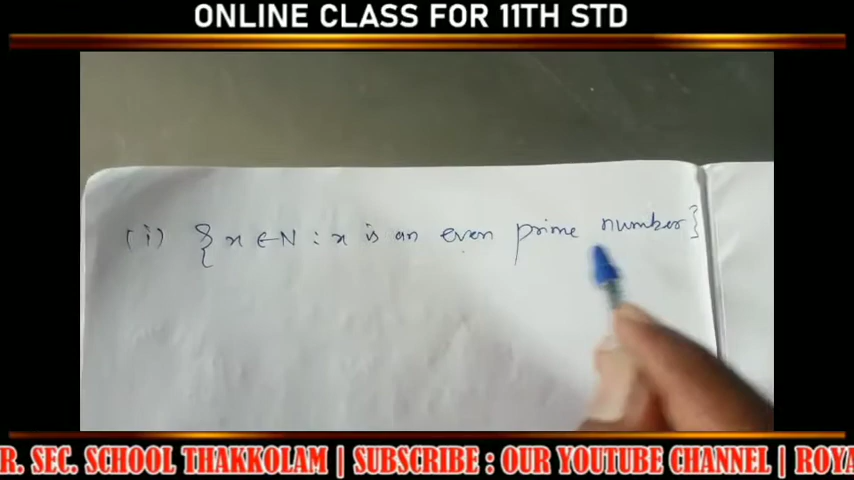 ONLINE CLASS FOR 11TH STD
(i) { x ∈ N : x is an even prime number }
R. SEC. SCHOOL THAKKOLAM | SUBSCRIBE : OUR YOUTUBE CHANNEL | ROYA